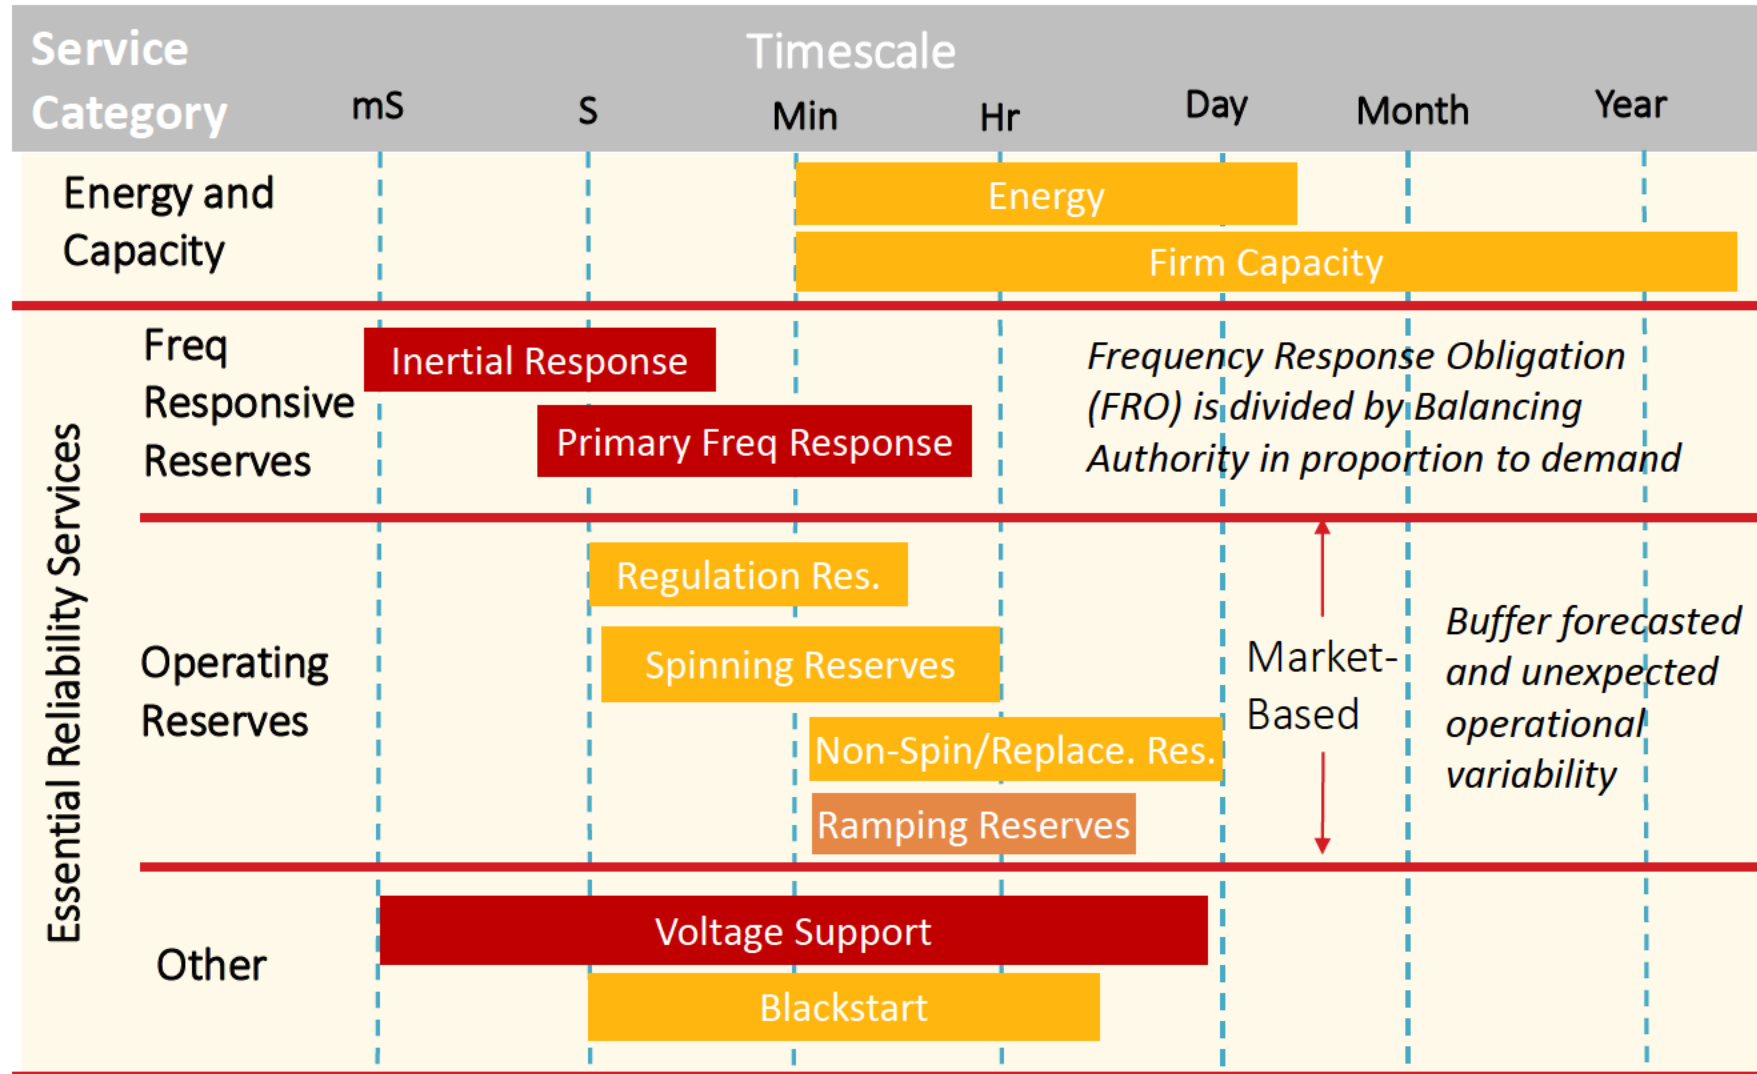 Service
Category
Timescale
mS
S
Min
Hr
Day
Month
Year
Energy and
Capacity
Energy
Firm Capacity
Essential Reliability Services
Freq
Responsive
Reserves
Inertial Response
Primary Freq Response
Frequency Response Obligation
(FRO) is divided by Balancing
Authority in proportion to demand
Operating
Reserves
Regulation Res.
Spinning Reserves
Non-Spin/Replace. Res.
Ramping Reserves
Market-
Based
Buffer forecasted
and unexpected
operational
variability
Other
Voltage Support
Blackstart